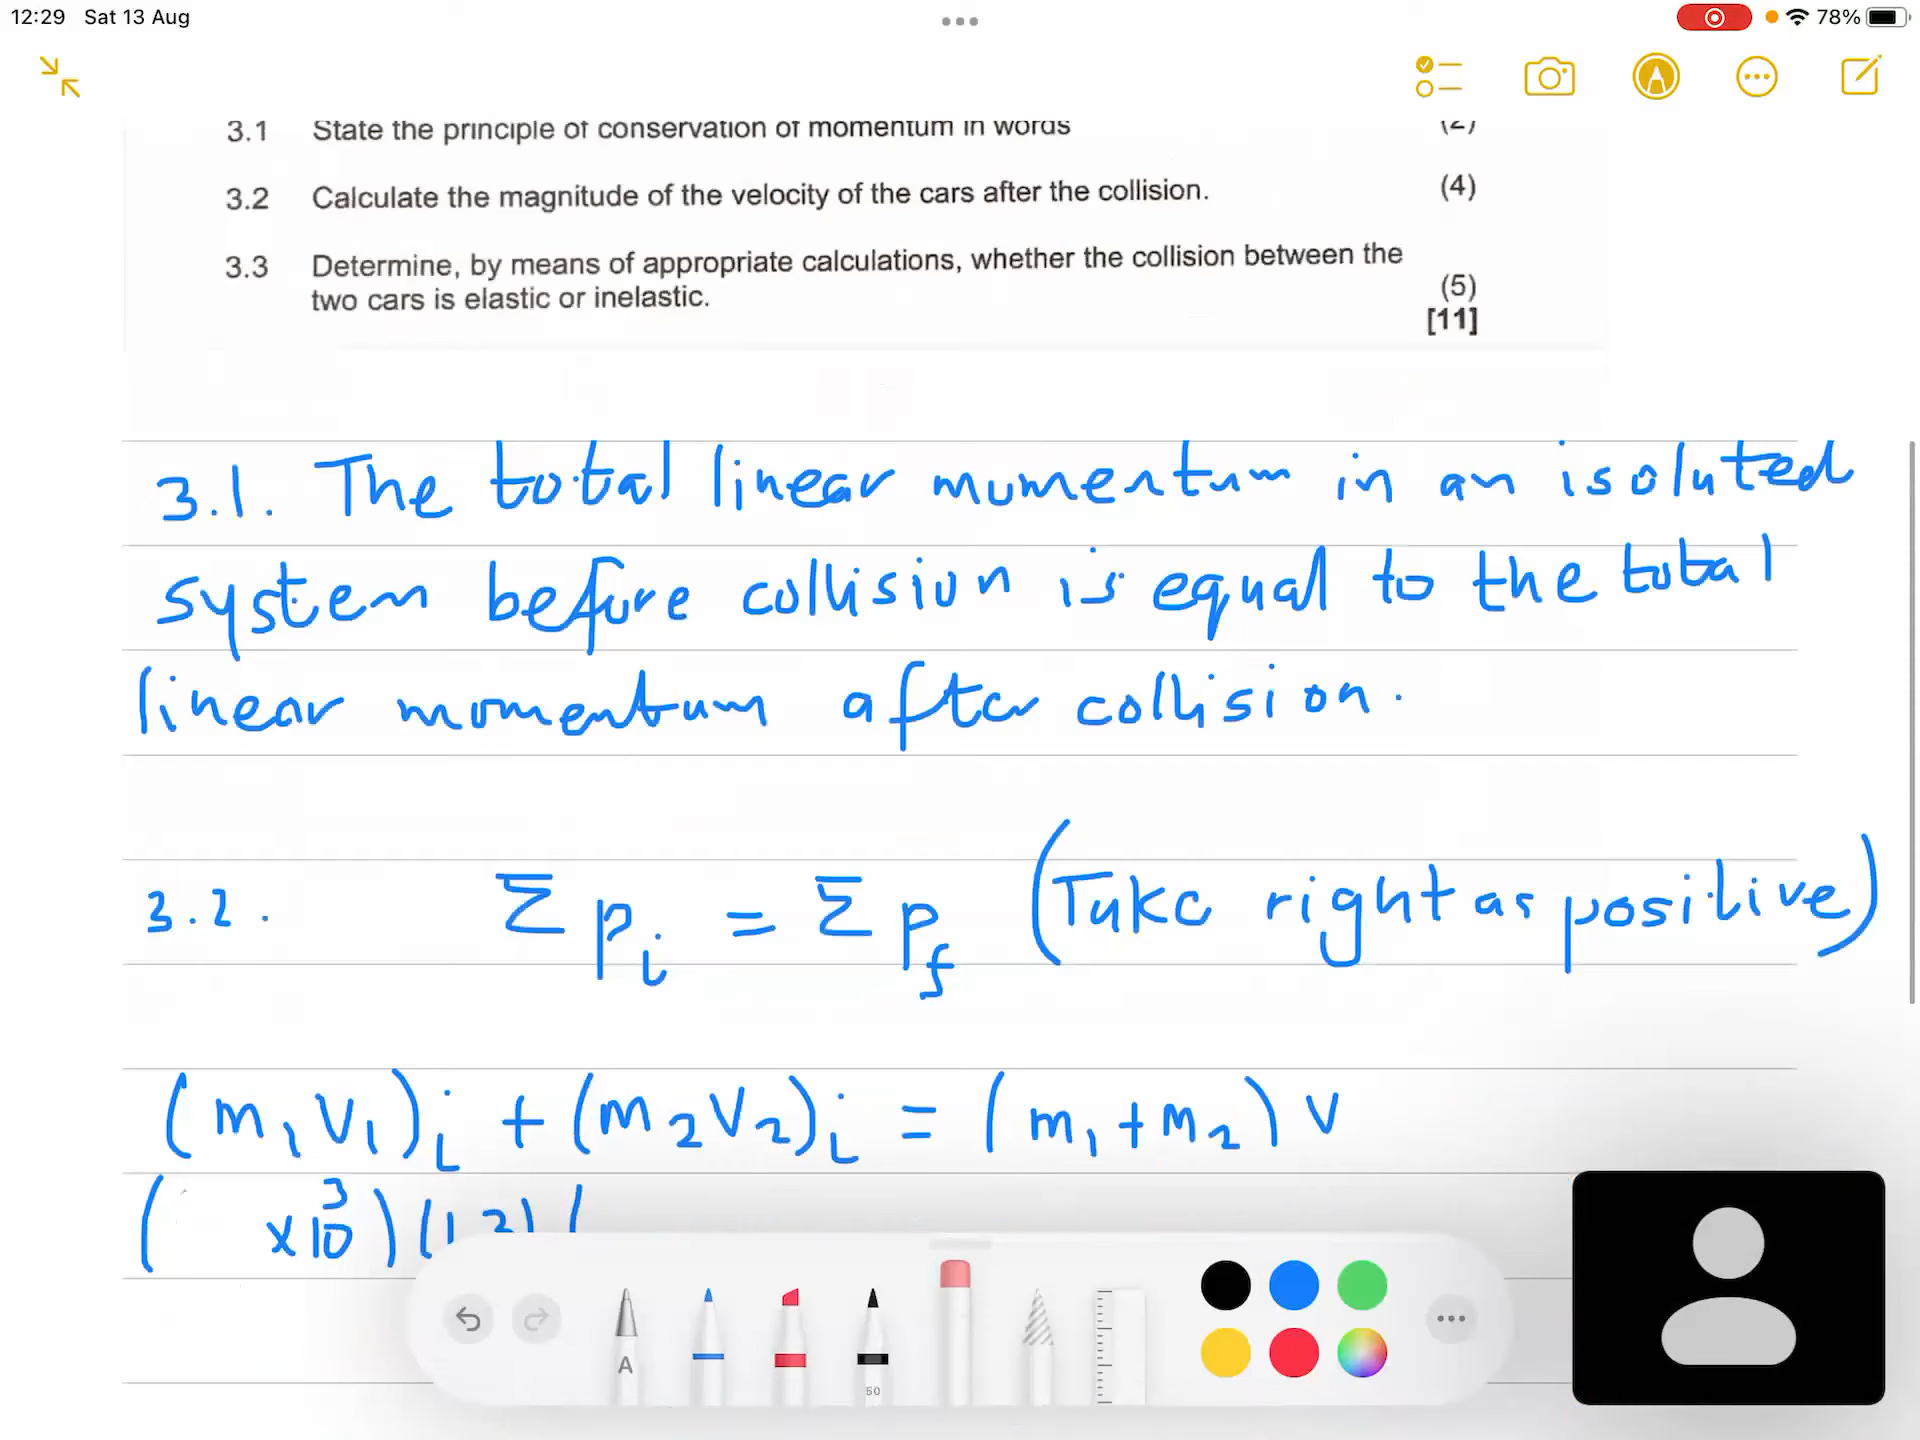 12:29 Sat 13 Aug
78%
3.1 State the principle of conservation of momentum in words (2)
3.2 Calculate the magnitude of the velocity of the cars after the collision. (4)
3.3 Determine, by means of appropriate calculations, whether the collision between the
two cars is elastic or inelastic. (5)
[11]
3.1. The total linear momentum in an isolated
system before collision is equal to the total
linear momentum after collision.
3.2. Σ pᵢ = Σ p_f (Take right as positive)
(m₁v₁)ᵢ + (m₂v₂)ᵢ = (m₁+m₂) v
( ×10³)(
A
50